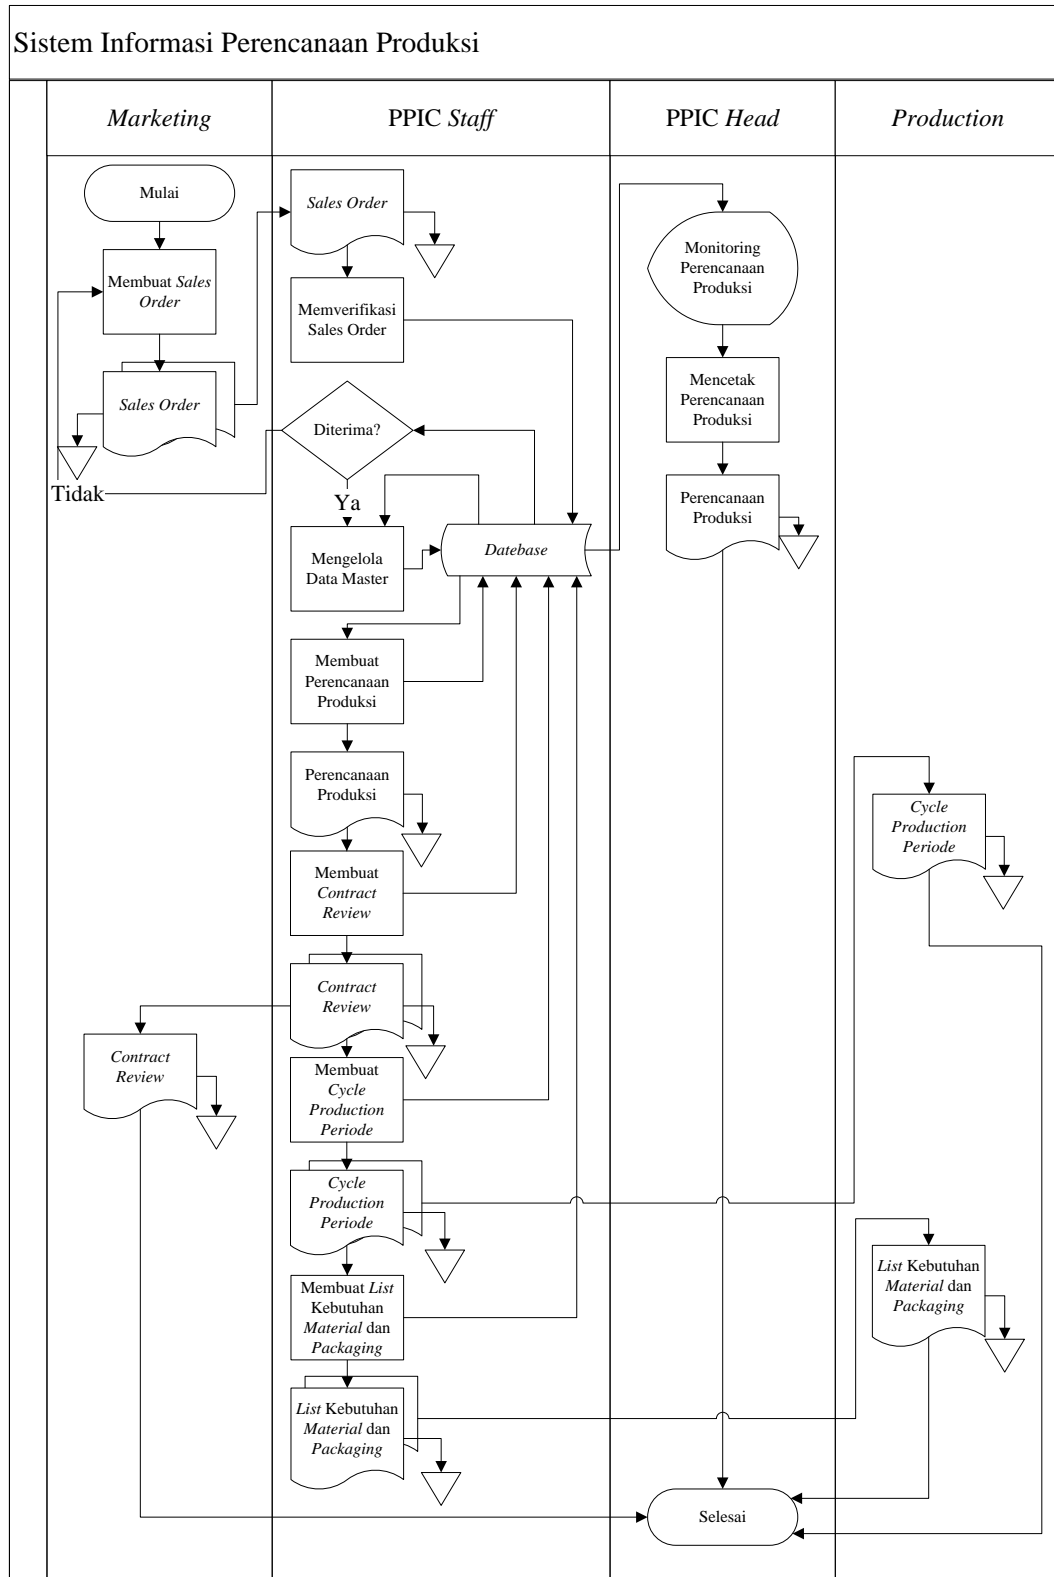 Sistem Informasi Perencanaan Produksi
Marketing
PPIC Staff
PPIC Head
Production
Mulai
Membuat Sales
Order
Sales Order
Tidak
Contract
Review
Sales Order
Memverifikasi
Sales Order
Diterima?
Ya
Mengelola
Data Master
Datebase
Membuat
Perencanaan
Produksi
Perencanaan
Produksi
Membuat
Contract
Review
Contract
Review
Membuat
Cycle
Production
Periode
Cycle
Production
Periode
Membuat List
Kebutuhan
Material dan
Packaging
List Kebutuhan
Material dan
Packaging
Monitoring
Perencanaan
Produksi
Mencetak
Perencanaan
Produksi
Perencanaan
Produksi
Selesai
Cycle
Production
Periode
List Kebutuhan
Material dan
Packaging